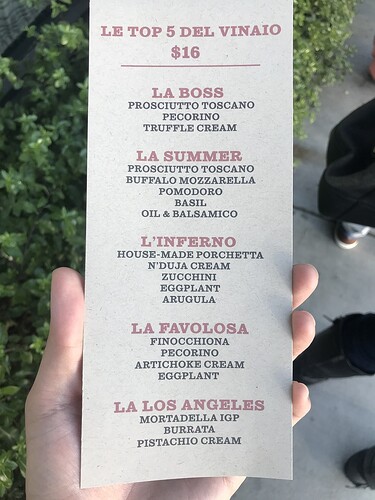 LE TOP 5 DEL VINAIO
$16
LA BOSS
PROSCIUTTO TOSCANO
PECORINO
TRUFFLE CREAM
LA SUMMER
PROSCIUTTO TOSCANO
BUFFALO MOZZARELLA
POMODORO
BASIL
OIL & BALSAMICO
L'INFERNO
HOUSE-MADE PORCHETTA
N'DUJA CREAM
ZUCCHINI
EGGPLANT
ARUGULA
LA FAVOLOSA
FINOCCHIONA
PECORINO
ARTICHOKE CREAM
EGGPLANT
LA LOS ANGELES
MORTADELLA IGP
BURRATA
PISTACHIO CREAM